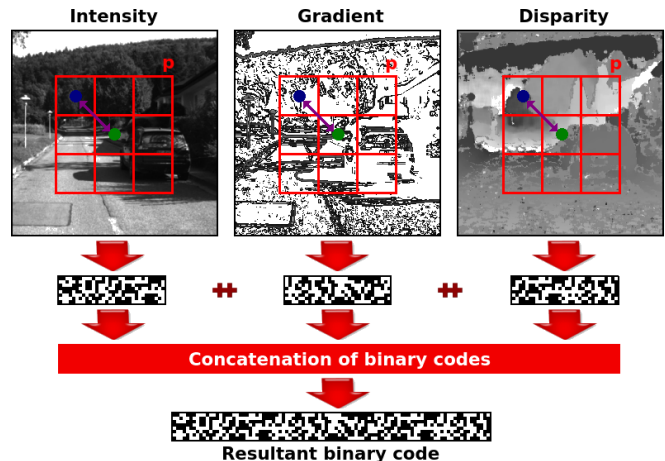 Intensity
Gradient
Disparity
p
p
p
++
++
Concatenation of binary codes
Resultant binary code